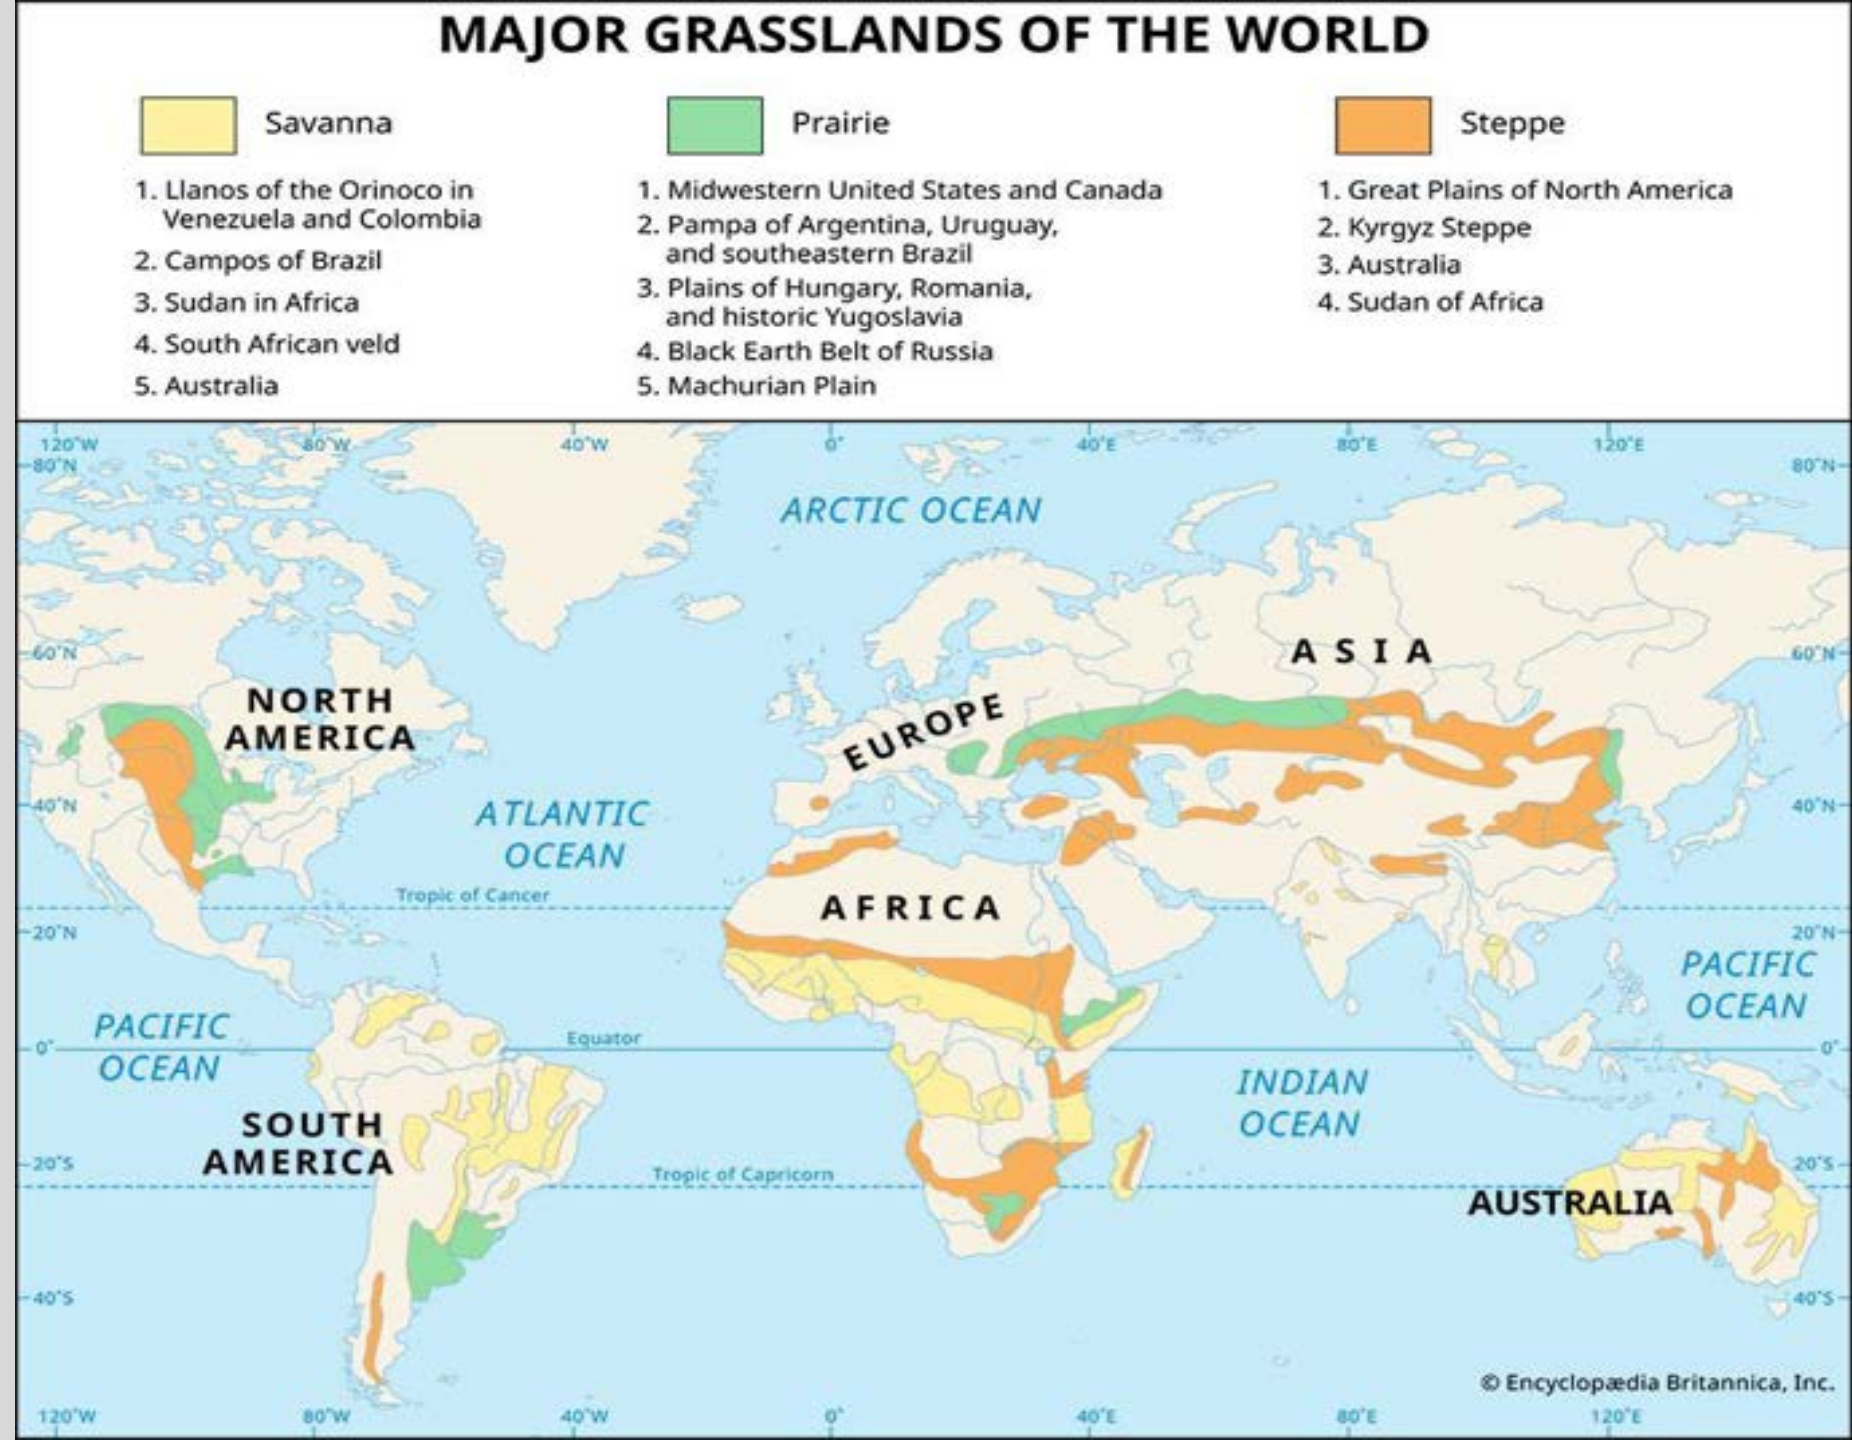 MAJOR GRASSLANDS OF THE WORLD
Savanna
1. Llanos of the Orinoco in
Venezuela and Colombia
2. Campos of Brazil
3. Sudan in Africa
4. South African veld
5. Australia
Prairie
1. Midwestern United States and Canada
2. Pampa of Argentina, Uruguay,
and southeastern Brazil
3. Plains of Hungary, Romania,
and historic Yugoslavia
4. Black Earth Belt of Russia
5. Machurian Plain
Steppe
1. Great Plains of North America
2. Kyrgyz Steppe
3. Australia
4. Sudan of Africa
120°W 80°W 40°W 0° 40°E 80°E 120°E
80°N 80°N
ARCTIC OCEAN
60°N 60°N
ASIA
NORTH
AMERICA
EUROPE
40°N 40°N
ATLANTIC
OCEAN
Tropic of Cancer
AFRICA
20°N 20°N
PACIFIC
OCEAN
PACIFIC
OCEAN
Equator
0° 0°
INDIAN
OCEAN
SOUTH
AMERICA
20°S 20°S
Tropic of Capricorn
AUSTRALIA
40°S 40°S
© Encyclopædia Britannica, Inc.
120°W 80°W 40°W 0° 40°E 80°E 120°E